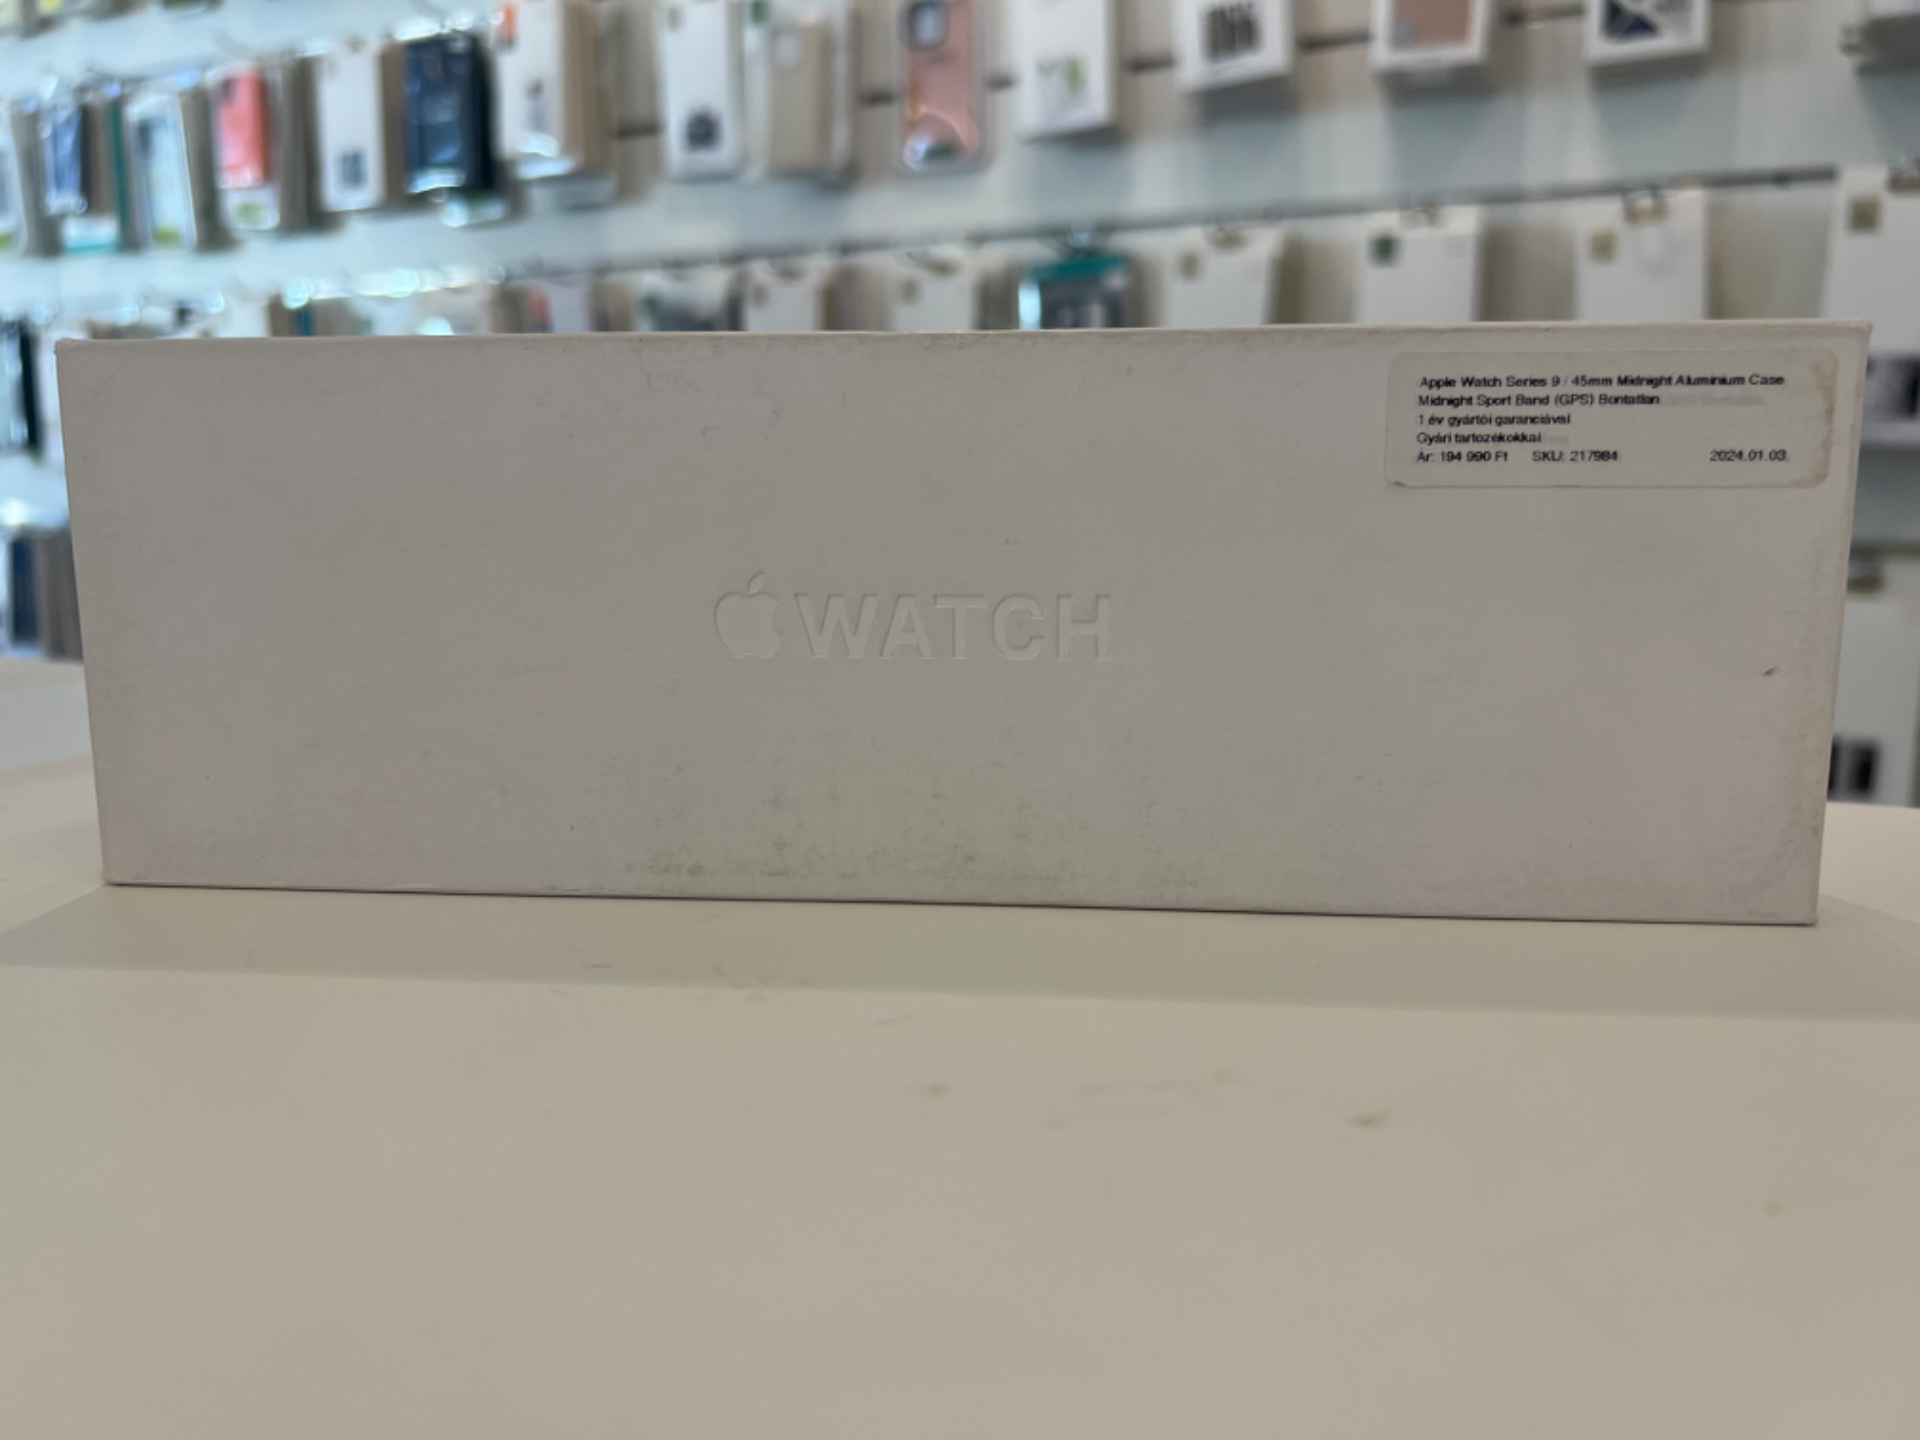 Apple Watch Series 9 / 45mm Midnight Aluminium Case
Midnight Sport Band (GPS) Bontatlan
1 év gyártói garanciával
Gyári tartozékokkal
Ár: 194 990 Ft SKU: 217984 2024.01.03.
WATCH